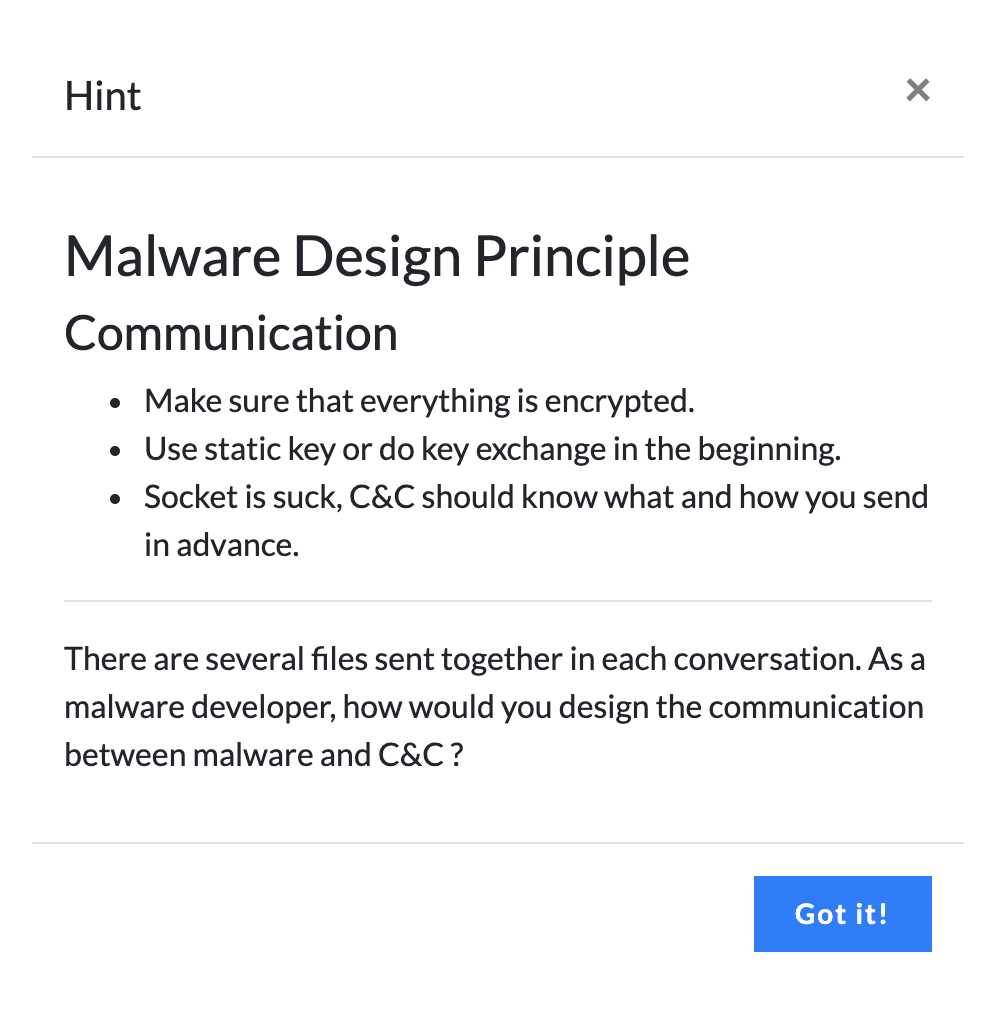 Hint
Malware Design Principle
Communication
Make sure that everything is encrypted.
Use static key or do key exchange in the beginning.
Socket is suck, C&C should know what and how you send
in advance.
There are several files sent together in each conversation. As a
malware developer, how would you design the communication
between malware and C&C ?
Got it!